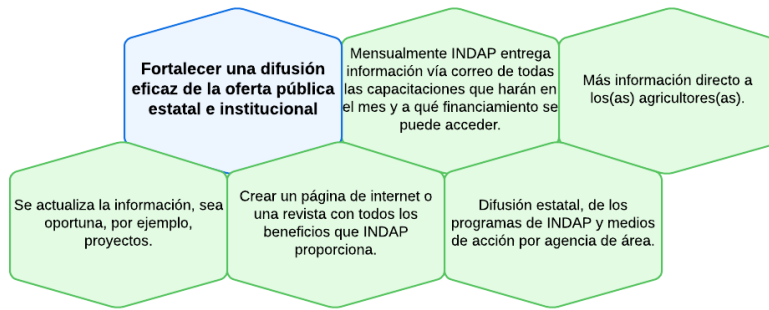 Fortalecer una difusión
eficaz de la oferta pública
estatal e institucional
Mensualmente INDAP entrega
información vía correo de todas
las capacitaciones que harán en
el mes y a qué financiamiento se
puede acceder.
Más información directo a
los(as) agricultores(as).
Se actualiza la información, sea
oportuna, por ejemplo,
proyectos.
Crear un página de internet o
una revista con todos los
beneficios que INDAP
proporciona.
Difusión estatal, de los
programas de INDAP y medios
de acción por agencia de área.